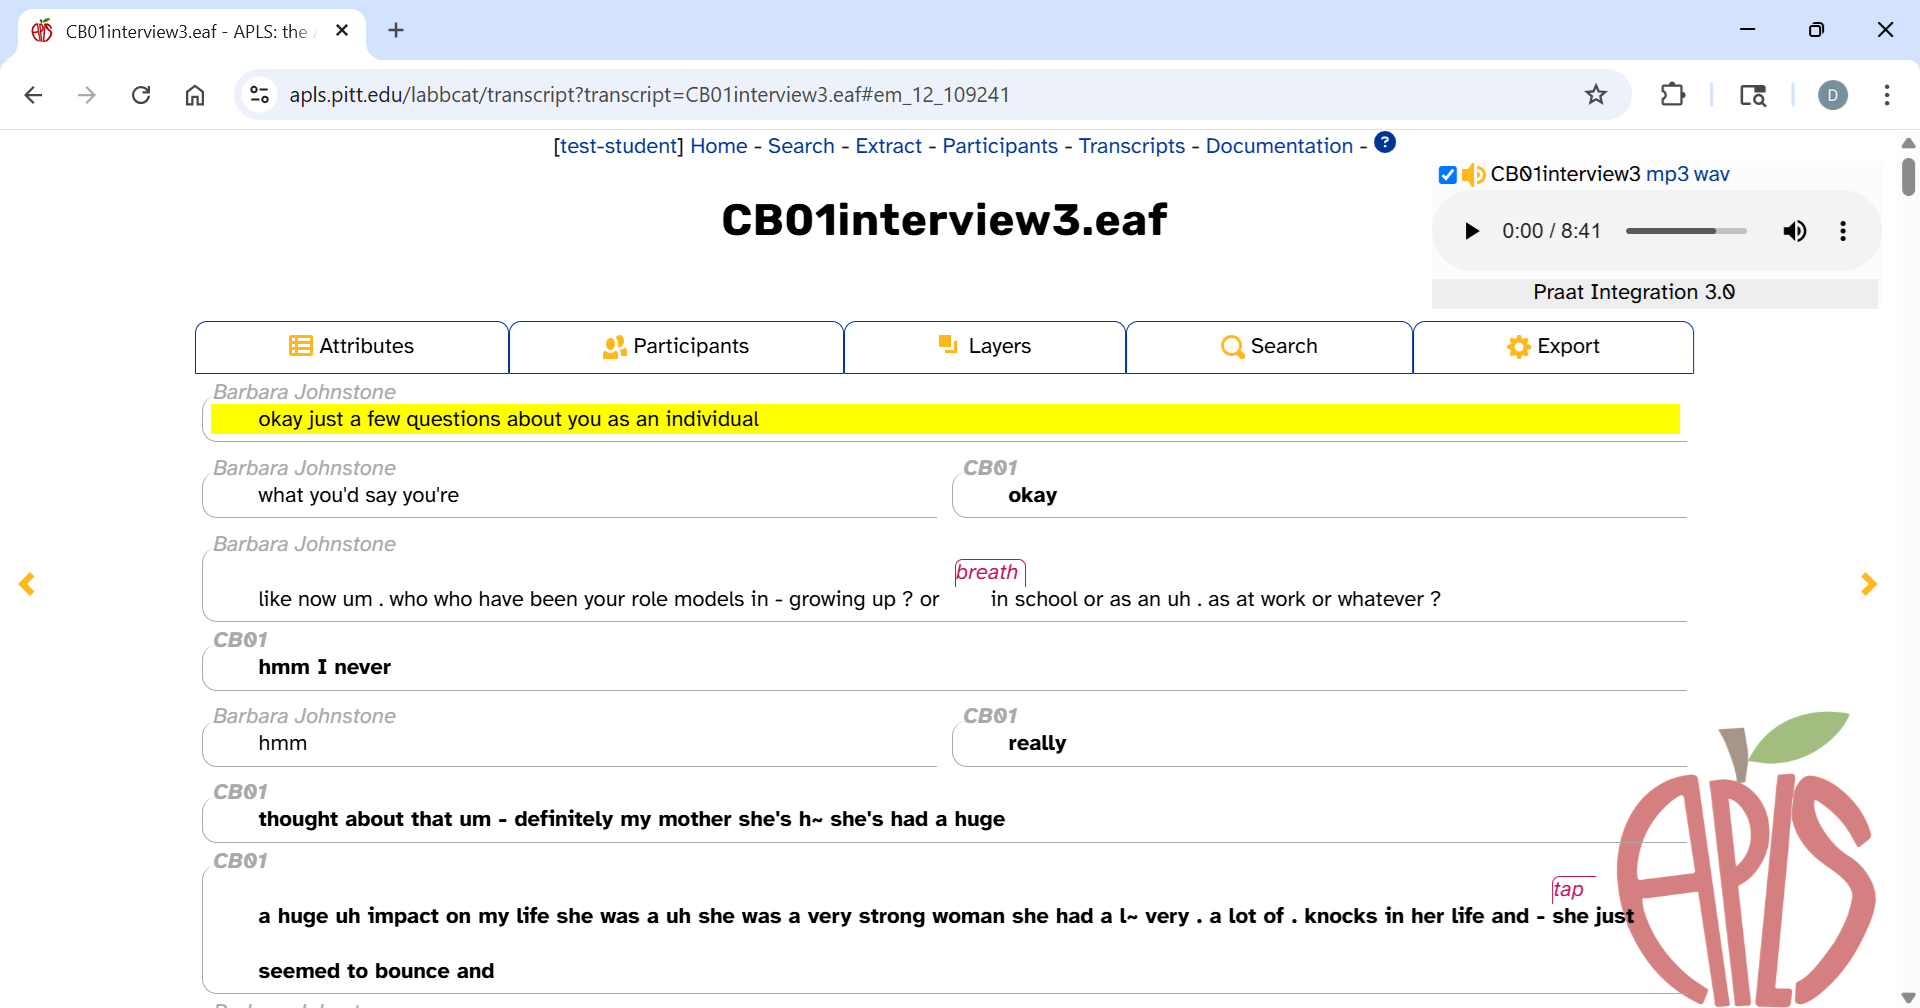 CB01interview3.eaf - APLS: the
apls.pitt.edu/labbcat/transcript?transcript=CB01interview3.eaf#em_12_109241
D
[test-student] Home - Search - Extract - Participants - Transcripts - Documentation - ?
CB01interview3 mp3 wav
CB01interview3.eaf
0:00 / 8:41
Praat Integration 3.0
Attributes
Participants
Layers
Search
Export
Barbara Johnstone
okay just a few questions about you as an individual
Barbara Johnstone
what you'd say you're
CB01
okay
Barbara Johnstone
breath
like now um . who who have been your role models in - growing up ? or in school or as an uh . as at work or whatever ?
CB01
hmm I never
Barbara Johnstone
hmm
CB01
really
CB01
thought about that um - definitely my mother she's h~ she's had a huge
CB01
tap
a huge uh impact on my life she was a uh she was a very strong woman she had a l~ very . a lot of . knocks in her life and - she just
seemed to bounce and
APLS